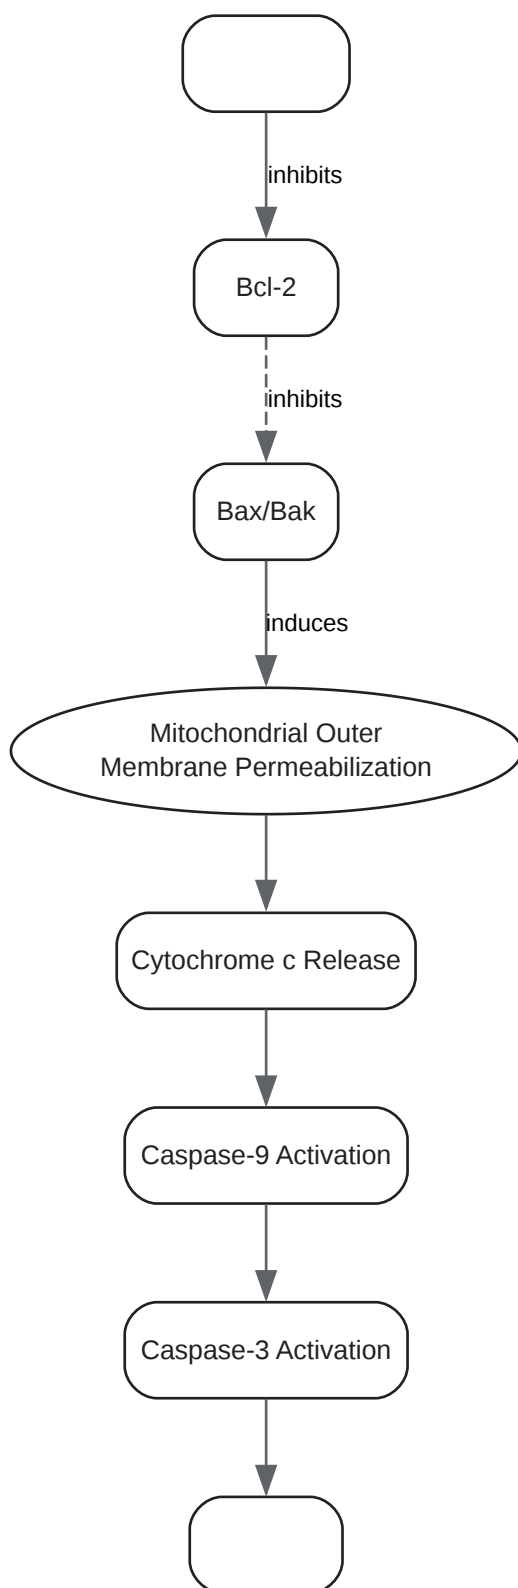 inhibits
Bcl-2
inhibits
Bax/Bak
induces
Mitochondrial Outer
Membrane Permeabilization
Cytochrome c Release
Caspase-9 Activation
Caspase-3 Activation